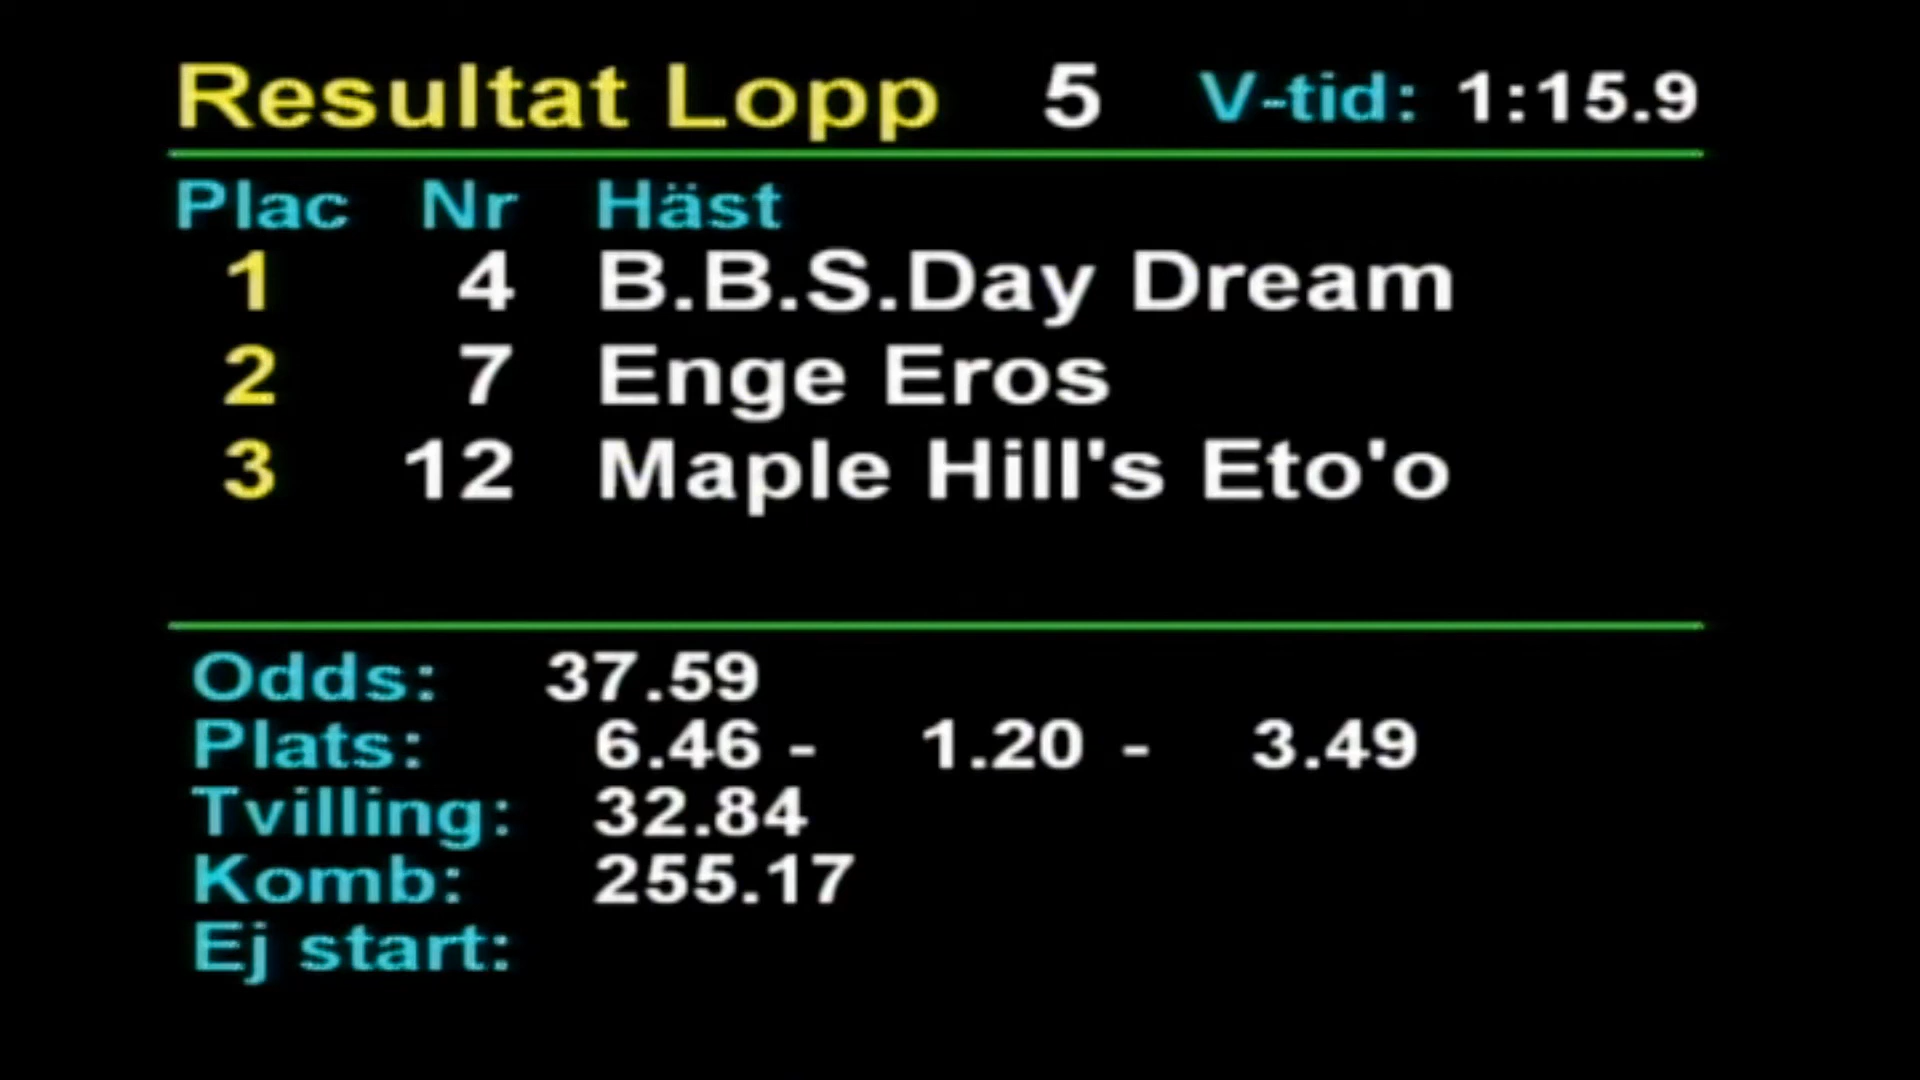 Resultat Lopp 5 V-tid: 1:15.9
Plac Nr Häst
1 4 B.B.S.Day Dream
2 7 Enge Eros
3 12 Maple Hill's Eto'o
Odds: 37.59
Plats: 6.46 - 1.20 - 3.49
Tvilling: 32.84
Komb: 255.17
Ej start: